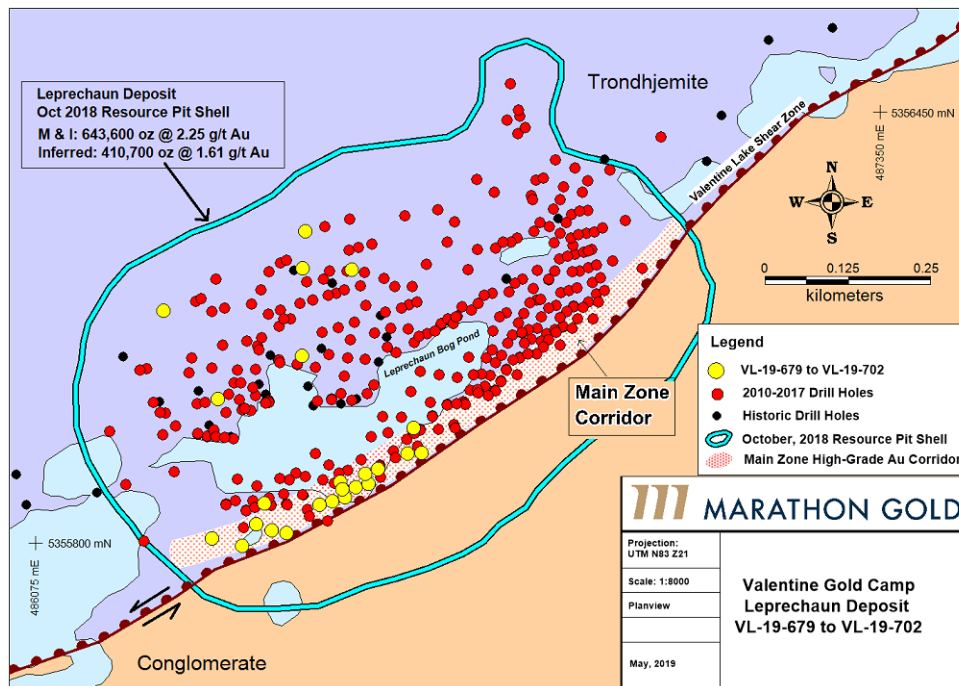 Leprechaun Deposit
Oct 2018 Resource Pit Shell
M & I: 643,600 oz @ 2.25 g/t Au
Inferred: 410,700 oz @ 1.61 g/t Au
Trondhjemite
Valentine Lake Shear Zone
5356450 mN
487350 mE
N
W E
S
0 0.125 0.25
kilometers
Leprechaun Bog Pond
Main Zone
Corridor
Legend
VL-19-679 to VL-19-702
2010-2017 Drill Holes
Historic Drill Holes
October, 2018 Resource Pit Shell
Main Zone High-Grade Au Corridor
5355800 mN
486075 mE
Conglomerate
MARATHON GOLD
Projection:
UTM N83 Z21
Scale: 1:8000
Planview
May, 2019
Valentine Gold Camp
Leprechaun Deposit
VL-19-679 to VL-19-702